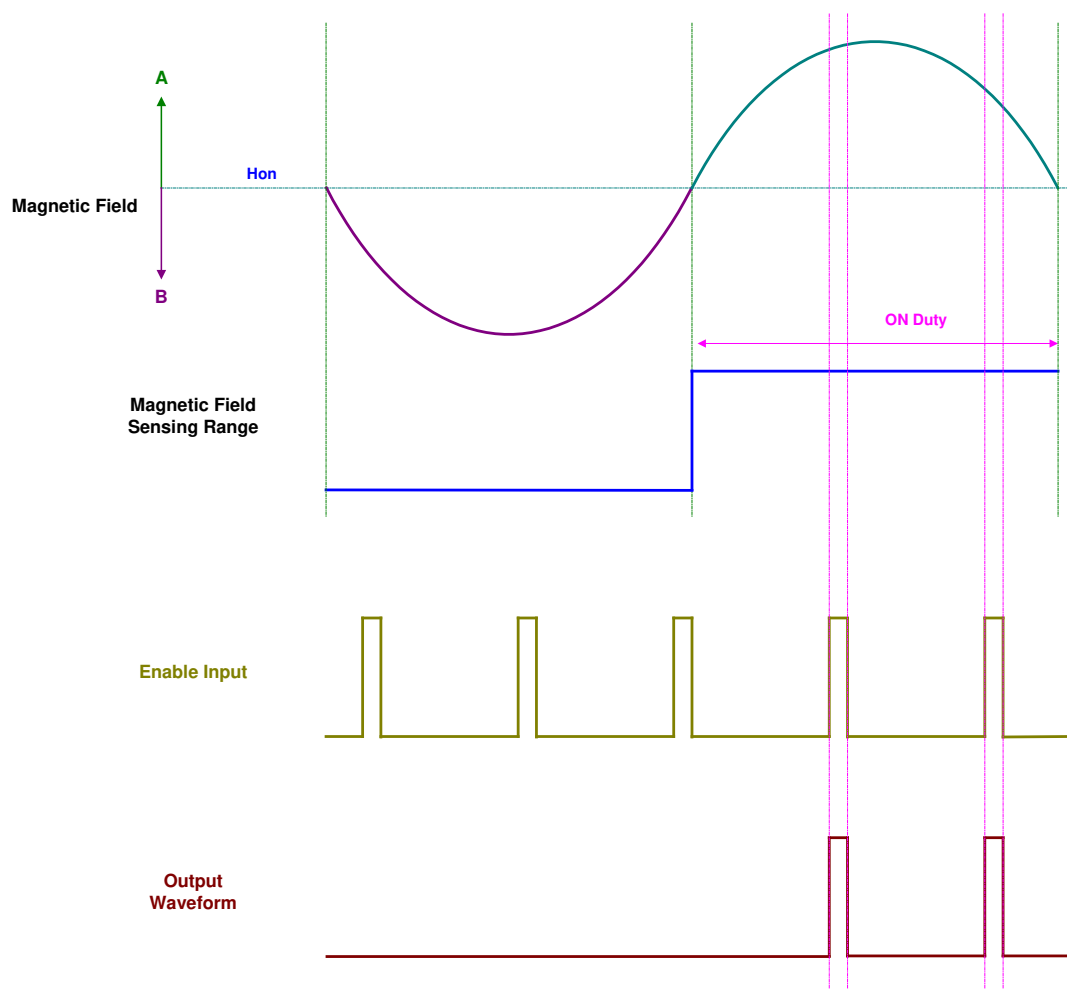 A
Hon
Magnetic Field
B
ON Duty
Magnetic Field
Sensing Range
Enable Input
Output
Waveform